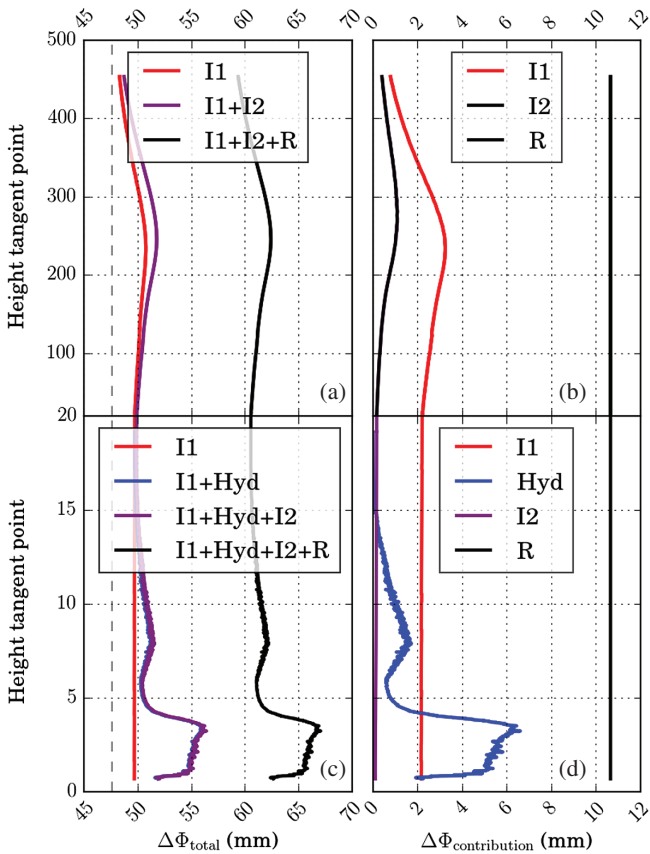 45 50 55 60 65 70 0 2 4 6 8 10 12
500
400
300
200
100
20
Height tangent point
I1
I1+I2
I1+I2+R
(a)
I1
I2
R
(b)
15
10
5
0
Height tangent point
I1
I1+Hyd
I1+Hyd+I2
I1+Hyd+I2+R
(c)
I1
Hyd
I2
R
(d)
45 50 55 60 65 70 0 2 4 6 8 10 12
ΔΦtotal (mm) ΔΦcontribution (mm)